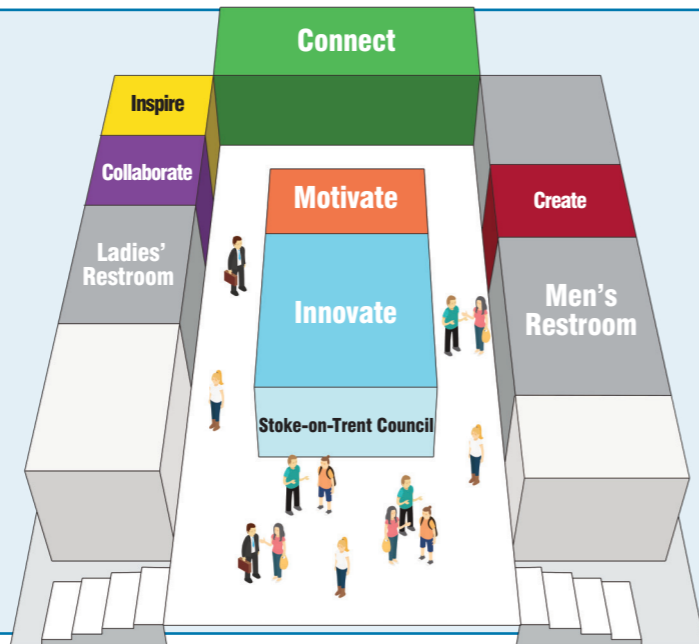 Connect
Inspire
Collaborate
Ladies'
Restroom
Motivate
Innovate
Stoke-on-Trent Council
Create
Men's
Restroom